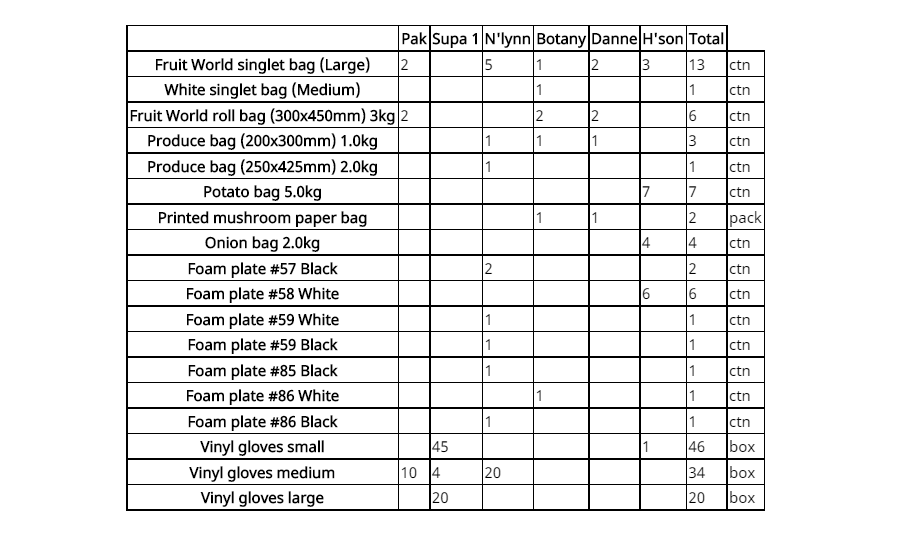 Pak Supa 1 N'lynn Botany Danne H'son Total
Fruit World singlet bag (Large) 2 5 1 2 3 13 ctn
White singlet bag (Medium) 1 1 ctn
Fruit World roll bag (300x450mm) 3kg 2 2 2 6 ctn
Produce bag (200x300mm) 1.0kg 1 1 1 3 ctn
Produce bag (250x425mm) 2.0kg 1 1 ctn
Potato bag 5.0kg 7 7 ctn
Printed mushroom paper bag 1 1 2 pack
Onion bag 2.0kg 4 4 ctn
Foam plate #57 Black 2 2 ctn
Foam plate #58 White 6 6 ctn
Foam plate #59 White 1 1 ctn
Foam plate #59 Black 1 1 ctn
Foam plate #85 Black 1 1 ctn
Foam plate #86 White 1 1 ctn
Foam plate #86 Black 1 1 ctn
Vinyl gloves small 45 1 46 box
Vinyl gloves medium 10 4 20 34 box
Vinyl gloves large 20 20 box